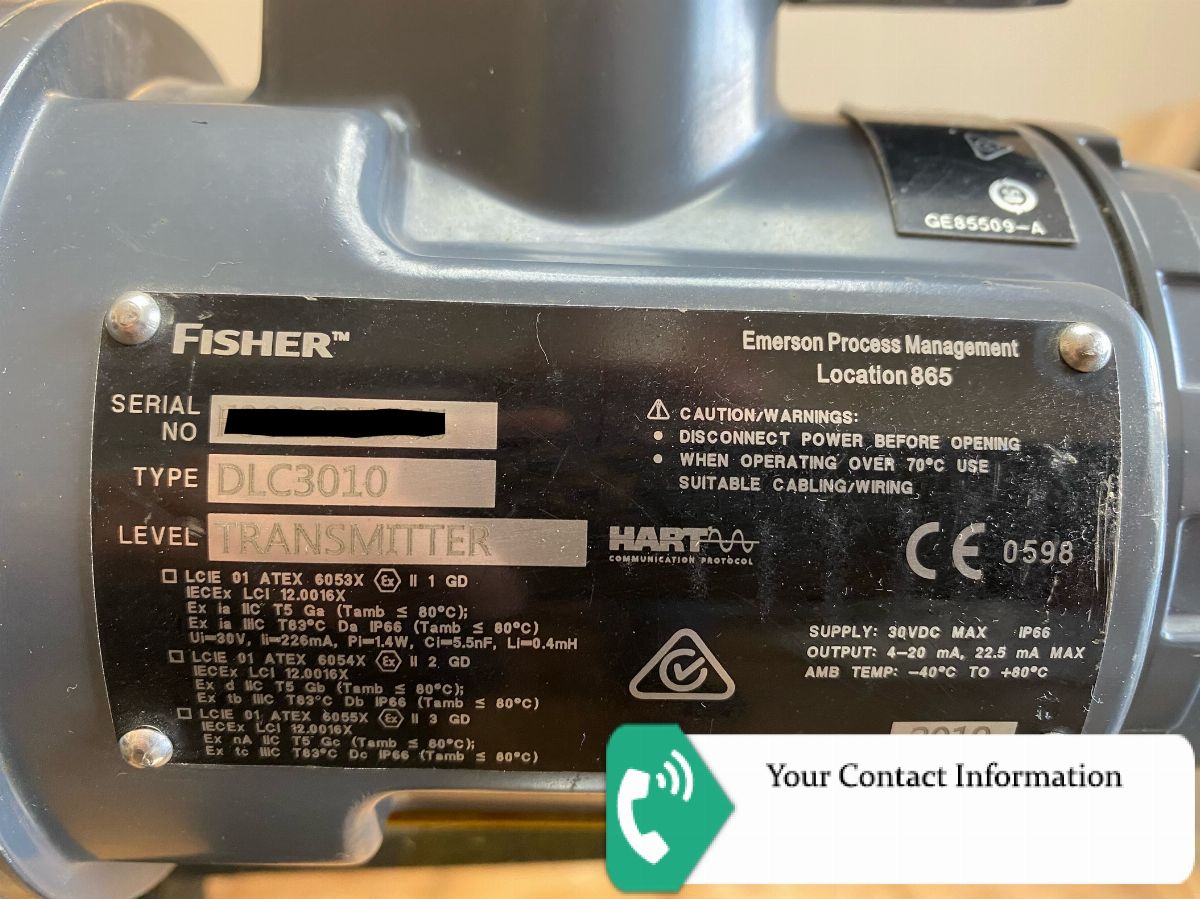 GE85509-A
FISHER™
Emerson Process Management
Location 865
SERIAL
NO
TYPE DLC3010
LEVEL TRANSMITTER
⚠ CAUTION/WARNINGS:
• DISCONNECT POWER BEFORE OPENING
• WHEN OPERATING OVER 70°C USE
SUITABLE CABLING/WIRING
HART
COMMUNICATION PROTOCOL
CE 0598
☐ LCIE 01 ATEX 6053X Ex II 1 GD
IECEx LCI 12.0016X
Ex ia IIC T5 Ga (Tamb ≤ 80°C);
Ex ia IIIC T83°C Da IP66 (Tamb ≤ 80°C)
Ui=30V, Ii=226mA, Pi=1.4W, Ci=5.5nF, Li=0.4mH
☐ LCIE 01 ATEX 6054X Ex II 2 GD
IECEx LCI 12.0016X
Ex d IIC T5 Gb (Tamb ≤ 80°C);
Ex tb IIIC T83°C Db IP66 (Tamb ≤ 80°C)
☐ LCIE 01 ATEX 6055X Ex II 3 GD
IECEx LCI 12.0016X
Ex nA IIC T5 Gc (Tamb ≤ 80°C);
Ex tc IIIC T83°C Dc IP66 (Tamb ≤ 80°C)
SUPPLY: 30VDC MAX IP66
OUTPUT: 4-20 mA, 22.5 mA MAX
AMB TEMP: -40°C TO +80°C
Your Contact Information